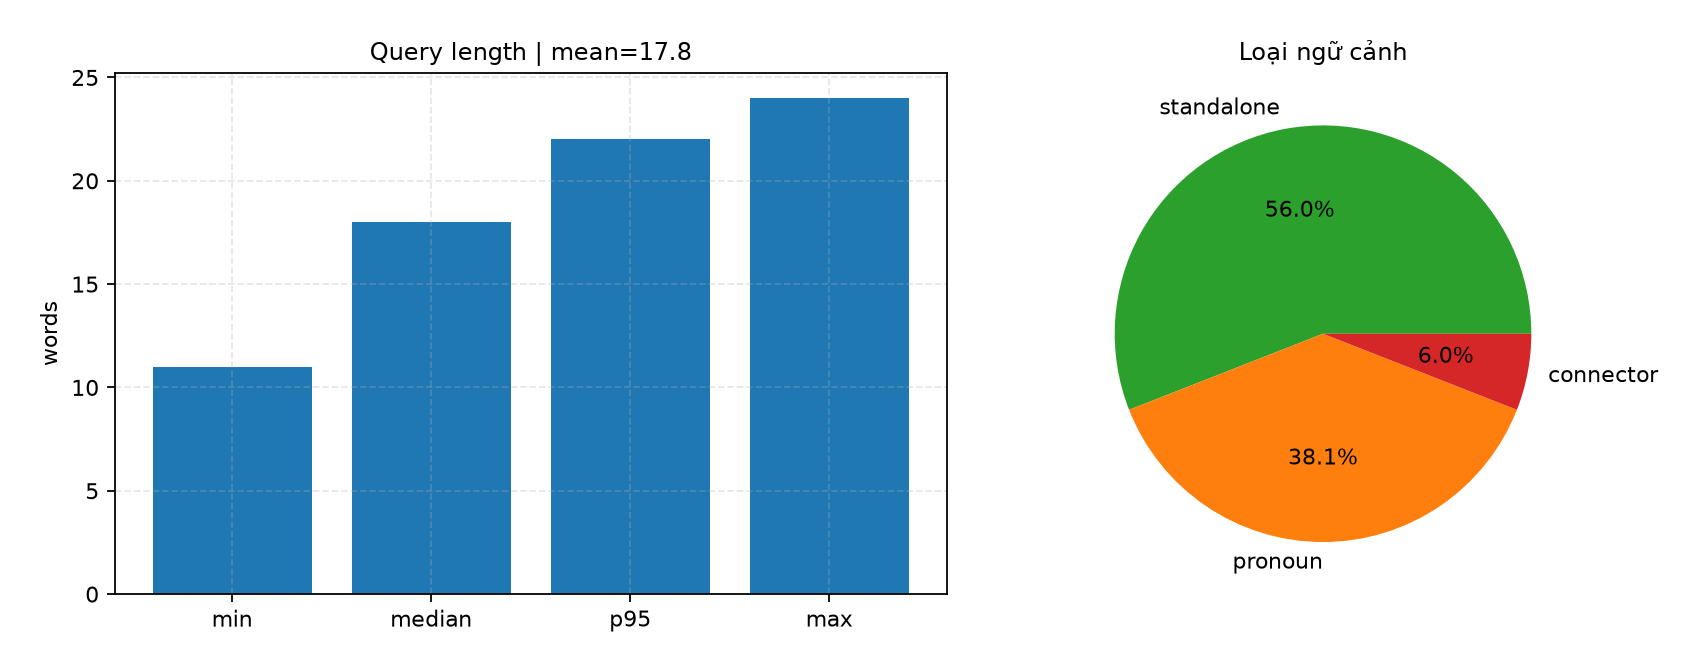 Query length | mean=17.8
words
25
20
15
10
5
0
min
median
p95
max
Loại ngữ cảnh
standalone
56.0%
6.0%
connector
38.1%
pronoun